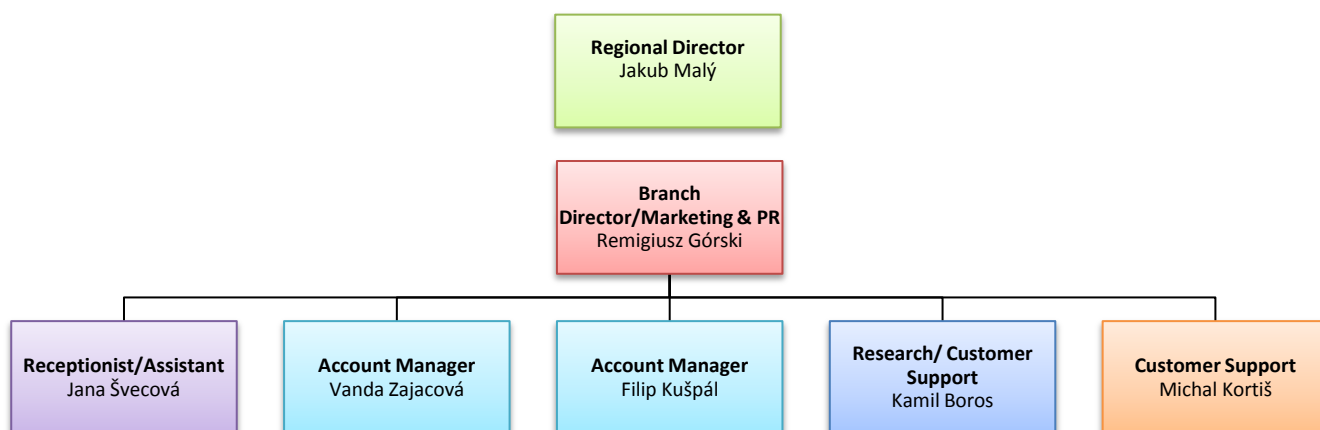 Regional Director
Jakub Malý
Branch
Director/Marketing & PR
Remigiusz Górski
Receptionist/Assistant
Jana Švecová
Account Manager
Vanda Zajacová
Account Manager
Filip Kušpál
Research/ Customer
Support
Kamil Boros
Customer Support
Michal Kortiš